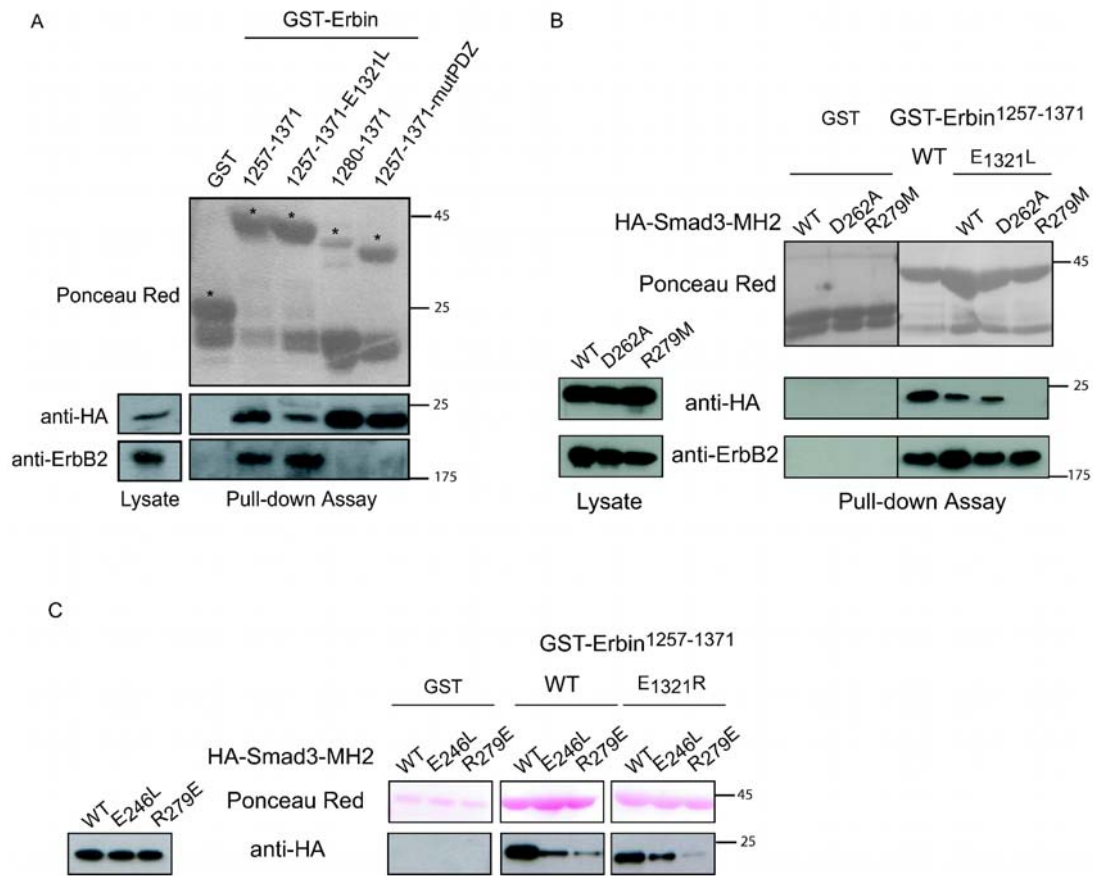 A
GST-Erbin
GST
1257-1371
1257-1371-E1321L
1280-1371
1257-1371-mutPDZ
*
*
*
*
*
45
25
Ponceau Red
anti-HA
25
anti-ErbB2
175
Lysate
Pull-down Assay
B
GST
GST-Erbin1257-1371
WT
E1321L
HA-Smad3-MH2
WT
D262A
R279M
WT
D262A
R279M
Ponceau Red
45
WT
D262A
R279M
anti-HA
25
anti-ErbB2
175
Lysate
Pull-down Assay
C
GST-Erbin1257-1371
GST
WT
E1321R
HA-Smad3-MH2
WT
E246L
R279E
WT
E246L
R279E
WT
E246L
R279E
Ponceau Red
45
WT
E246L
R279E
anti-HA
25